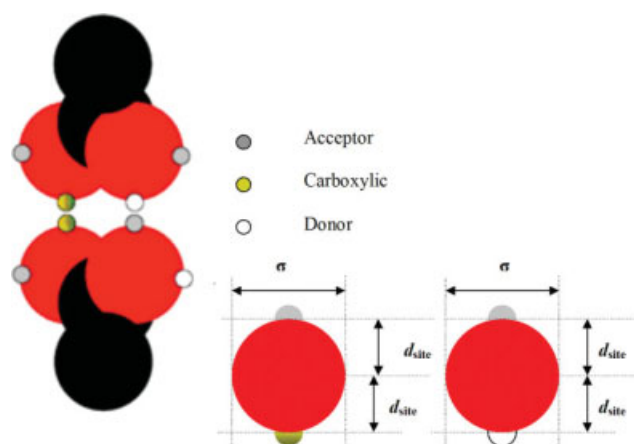 Acceptor
Carboxylic
Donor
σ σ
d_site d_site
d_site d_site